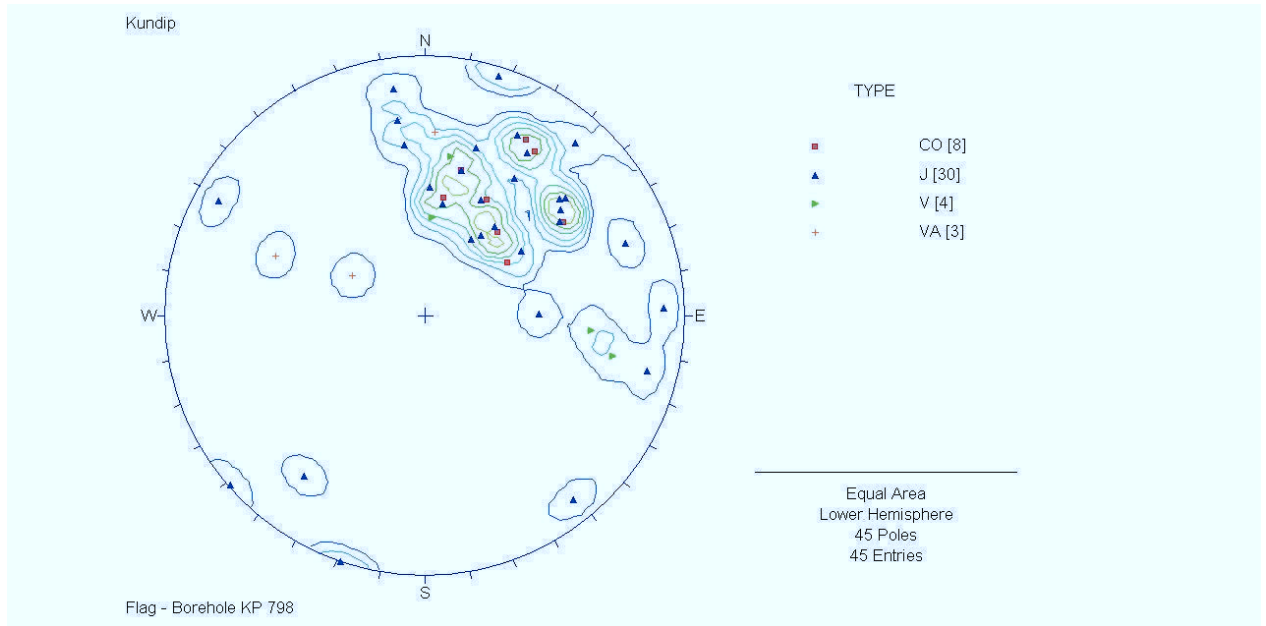 Kundip
N
TYPE
CO [8]
J [30]
V [4]
VA [3]
W
E
Equal Area
Lower Hemisphere
45 Poles
45 Entries
S
Flag - Borehole KP 798